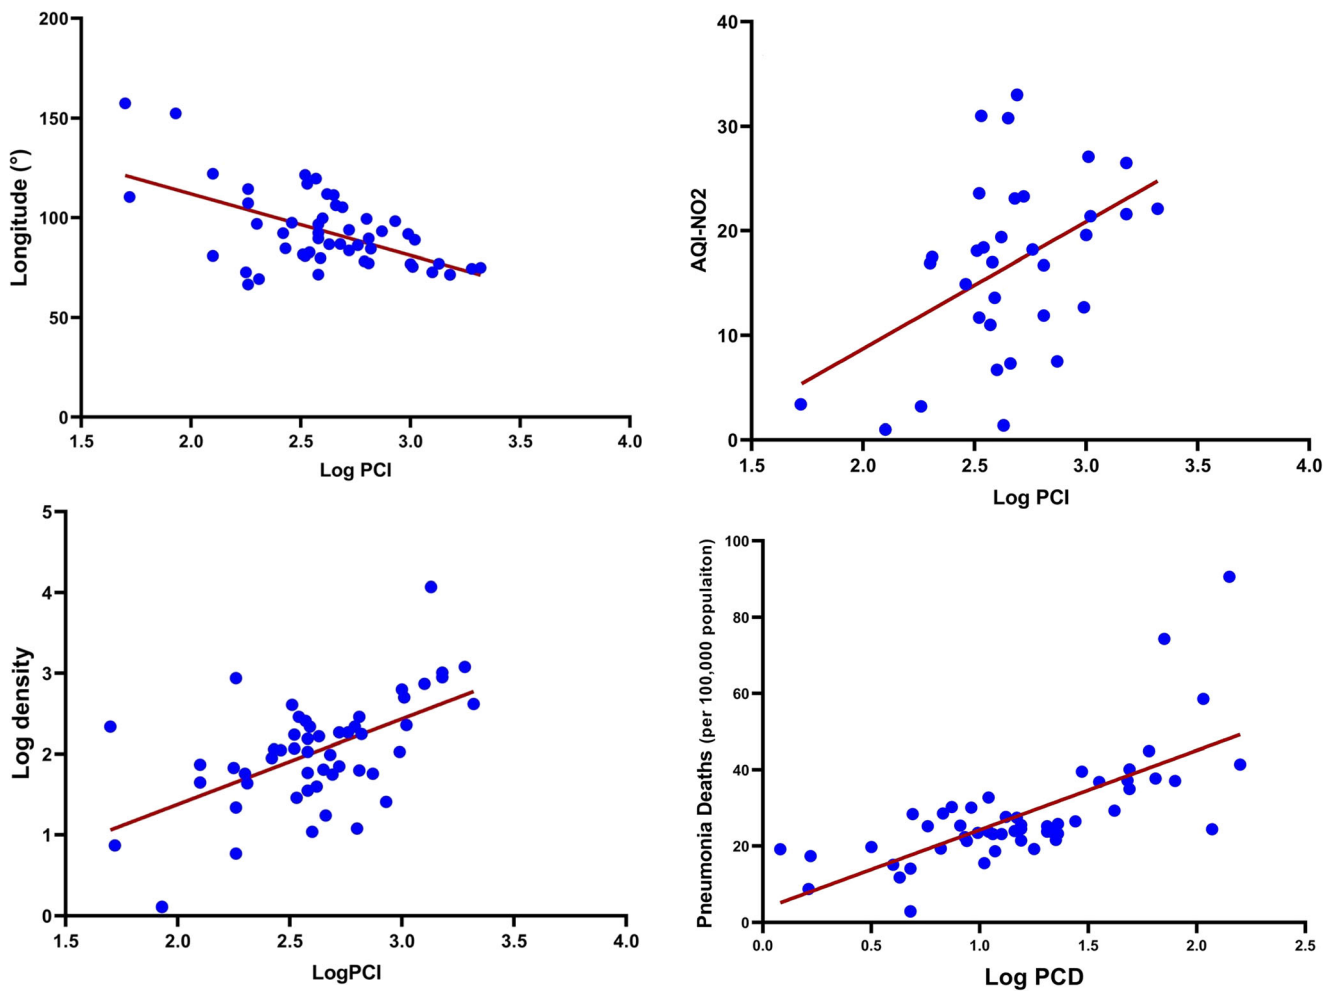 200
150
100
50
0
Longitude (°)
1.5 2.0 2.5 3.0 3.5 4.0
Log PCI
40
30
20
10
0
AQI-NO2
1.5 2.0 2.5 3.0 3.5 4.0
Log PCI
5
4
3
2
1
0
Log density
1.5 2.0 2.5 3.0 3.5 4.0
LogPCI
100
80
60
40
20
0
Pneumonia Deaths (per 100,000 populaiton)
0.0 0.5 1.0 1.5 2.0 2.5
Log PCD